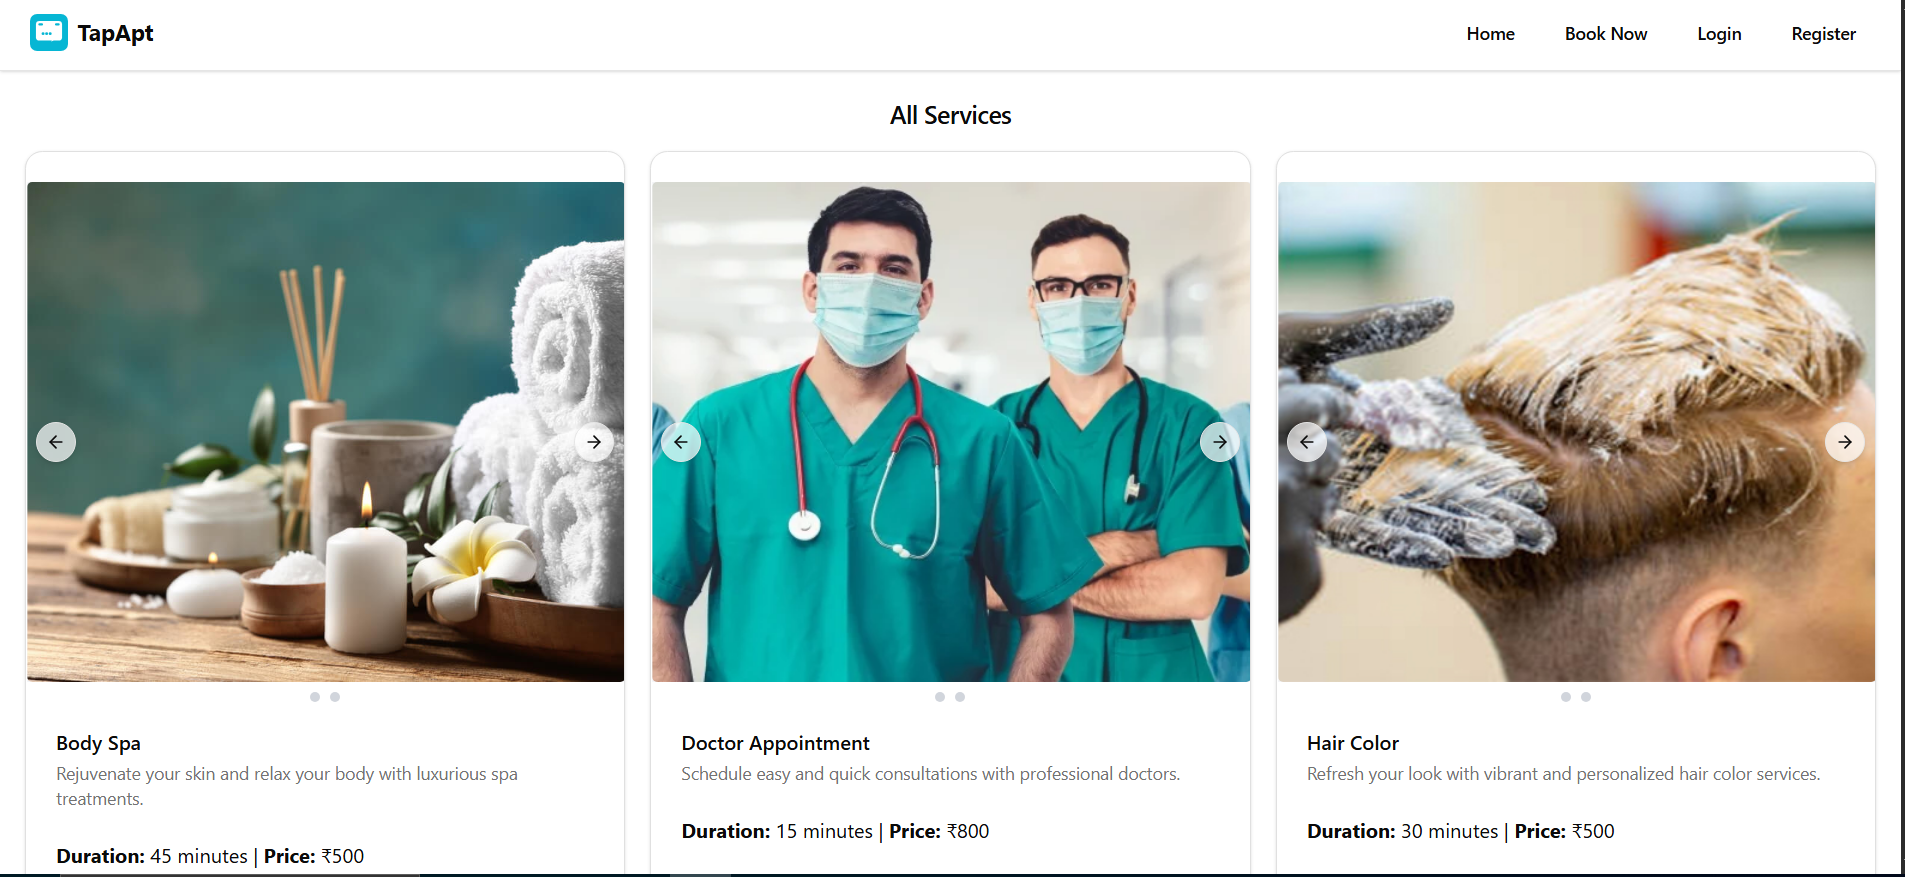 TapApt
Home
Book Now
Login
Register
All Services
Body Spa
Rejuvenate your skin and relax your body with luxurious spa
treatments.
Duration: 45 minutes | Price: ₹500
Doctor Appointment
Schedule easy and quick consultations with professional doctors.
Duration: 15 minutes | Price: ₹800
Hair Color
Refresh your look with vibrant and personalized hair color services.
Duration: 30 minutes | Price: ₹500